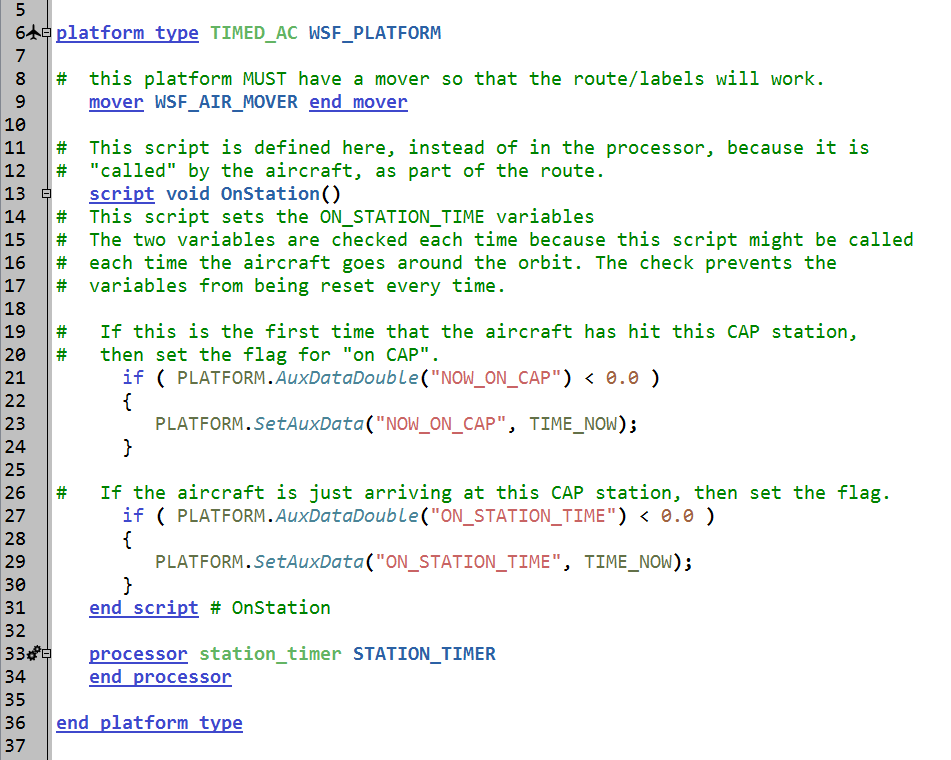 5
6 platform_type TIMED_AC WSF_PLATFORM
7
8 # this platform MUST have a mover so that the route/labels will work.
9 mover WSF_AIR_MOVER end_mover
10
11 # This script is defined here, instead of in the processor, because it is
12 # "called" by the aircraft, as part of the route.
13 script void OnStation()
14 # This script sets the ON_STATION_TIME variables
15 # The two variables are checked each time because this script might be called
16 # each time the aircraft goes around the orbit. The check prevents the
17 # variables from being reset every time.
18
19 # If this is the first time that the aircraft has hit this CAP station,
20 # then set the flag for "on CAP".
21 if ( PLATFORM.AuxDataDouble("NOW_ON_CAP") < 0.0 )
22 {
23 PLATFORM.SetAuxData("NOW_ON_CAP", TIME_NOW);
24 }
25
26 # If the aircraft is just arriving at this CAP station, then set the flag.
27 if ( PLATFORM.AuxDataDouble("ON_STATION_TIME") < 0.0 )
28 {
29 PLATFORM.SetAuxData("ON_STATION_TIME", TIME_NOW);
30 }
31 end_script # OnStation
32
33 processor station_timer STATION_TIMER
34 end_processor
35
36 end_platform_type
37